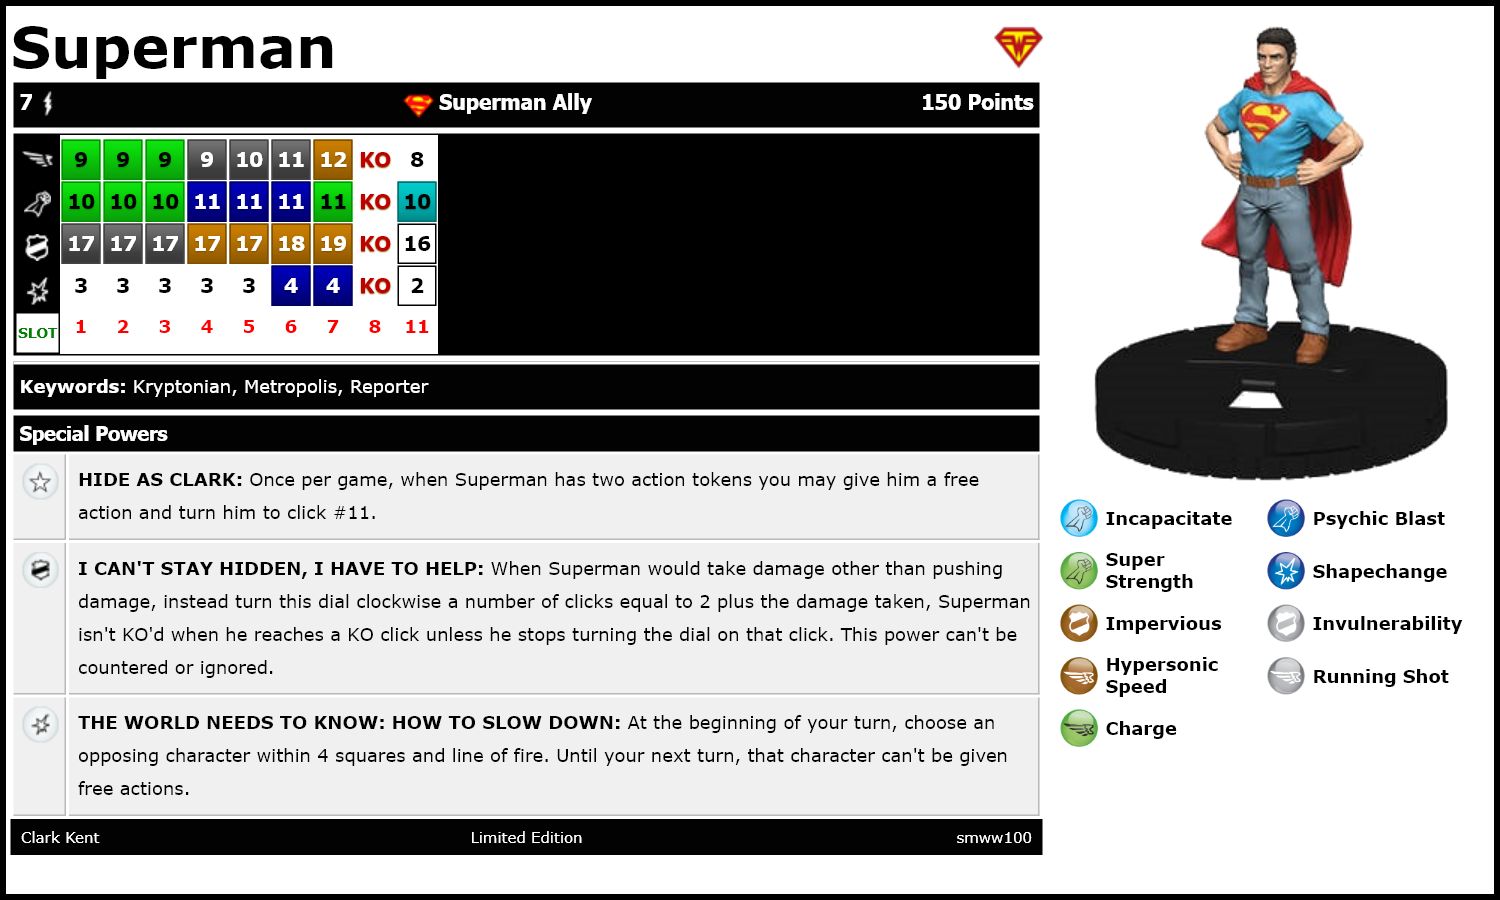 Superman
7 Superman Ally 150 Points
9 9 9 9 10 11 12 KO 8
10 10 10 11 11 11 11 KO 10
17 17 17 17 17 18 19 KO 16
3 3 3 3 3 4 4 KO 2
SLOT 1 2 3 4 5 6 7 8 11
Keywords: Kryptonian, Metropolis, Reporter
Special Powers
HIDE AS CLARK: Once per game, when Superman has two action tokens you may give him a free
action and turn him to click #11.
I CAN'T STAY HIDDEN, I HAVE TO HELP: When Superman would take damage other than pushing
damage, instead turn this dial clockwise a number of clicks equal to 2 plus the damage taken, Superman
isn't KO'd when he reaches a KO click unless he stops turning the dial on that click. This power can't be
countered or ignored.
THE WORLD NEEDS TO KNOW: HOW TO SLOW DOWN: At the beginning of your turn, choose an
opposing character within 4 squares and line of fire. Until your next turn, that character can't be given
free actions.
Clark Kent Limited Edition smww100
Incapacitate Psychic Blast
Super
Strength
Shapechange
Impervious Invulnerability
Hypersonic
Speed
Running Shot
Charge